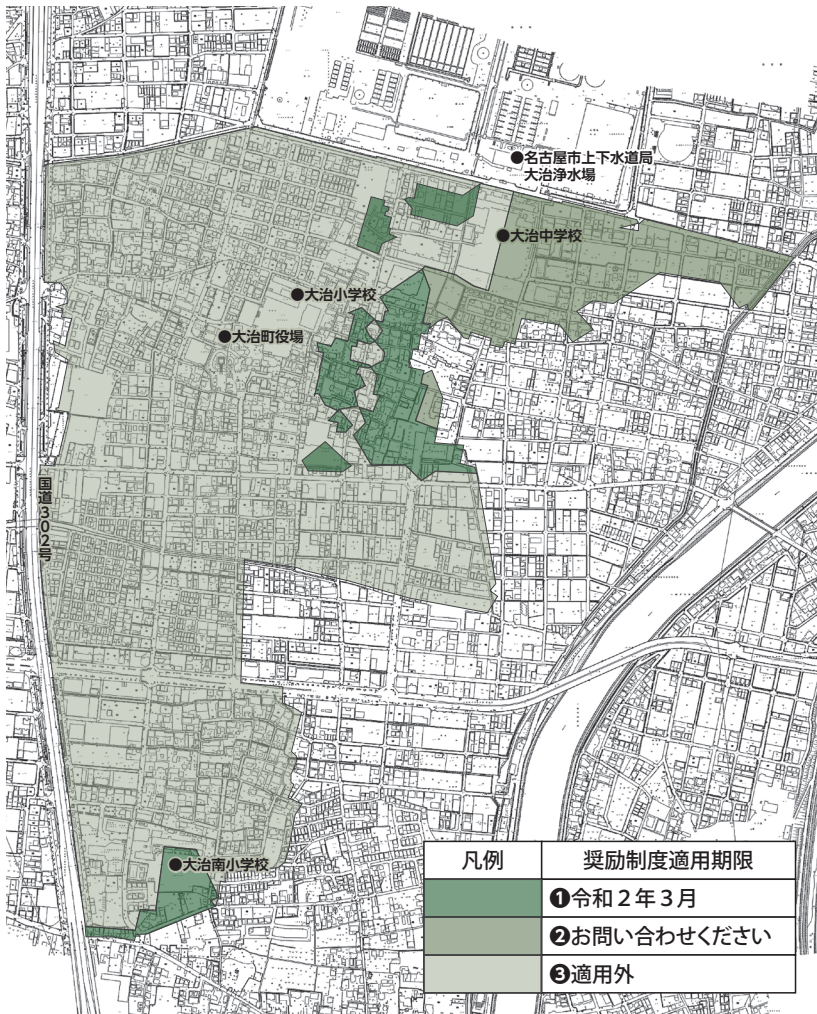 ●名古屋市上下水道局
大治浄水場
●大治中学校
●大治小学校
●大治町役場
国道302号
●大治南小学校
凡例 奨励制度適用期限
❶令和2年3月
❷お問い合わせください
❸適用外